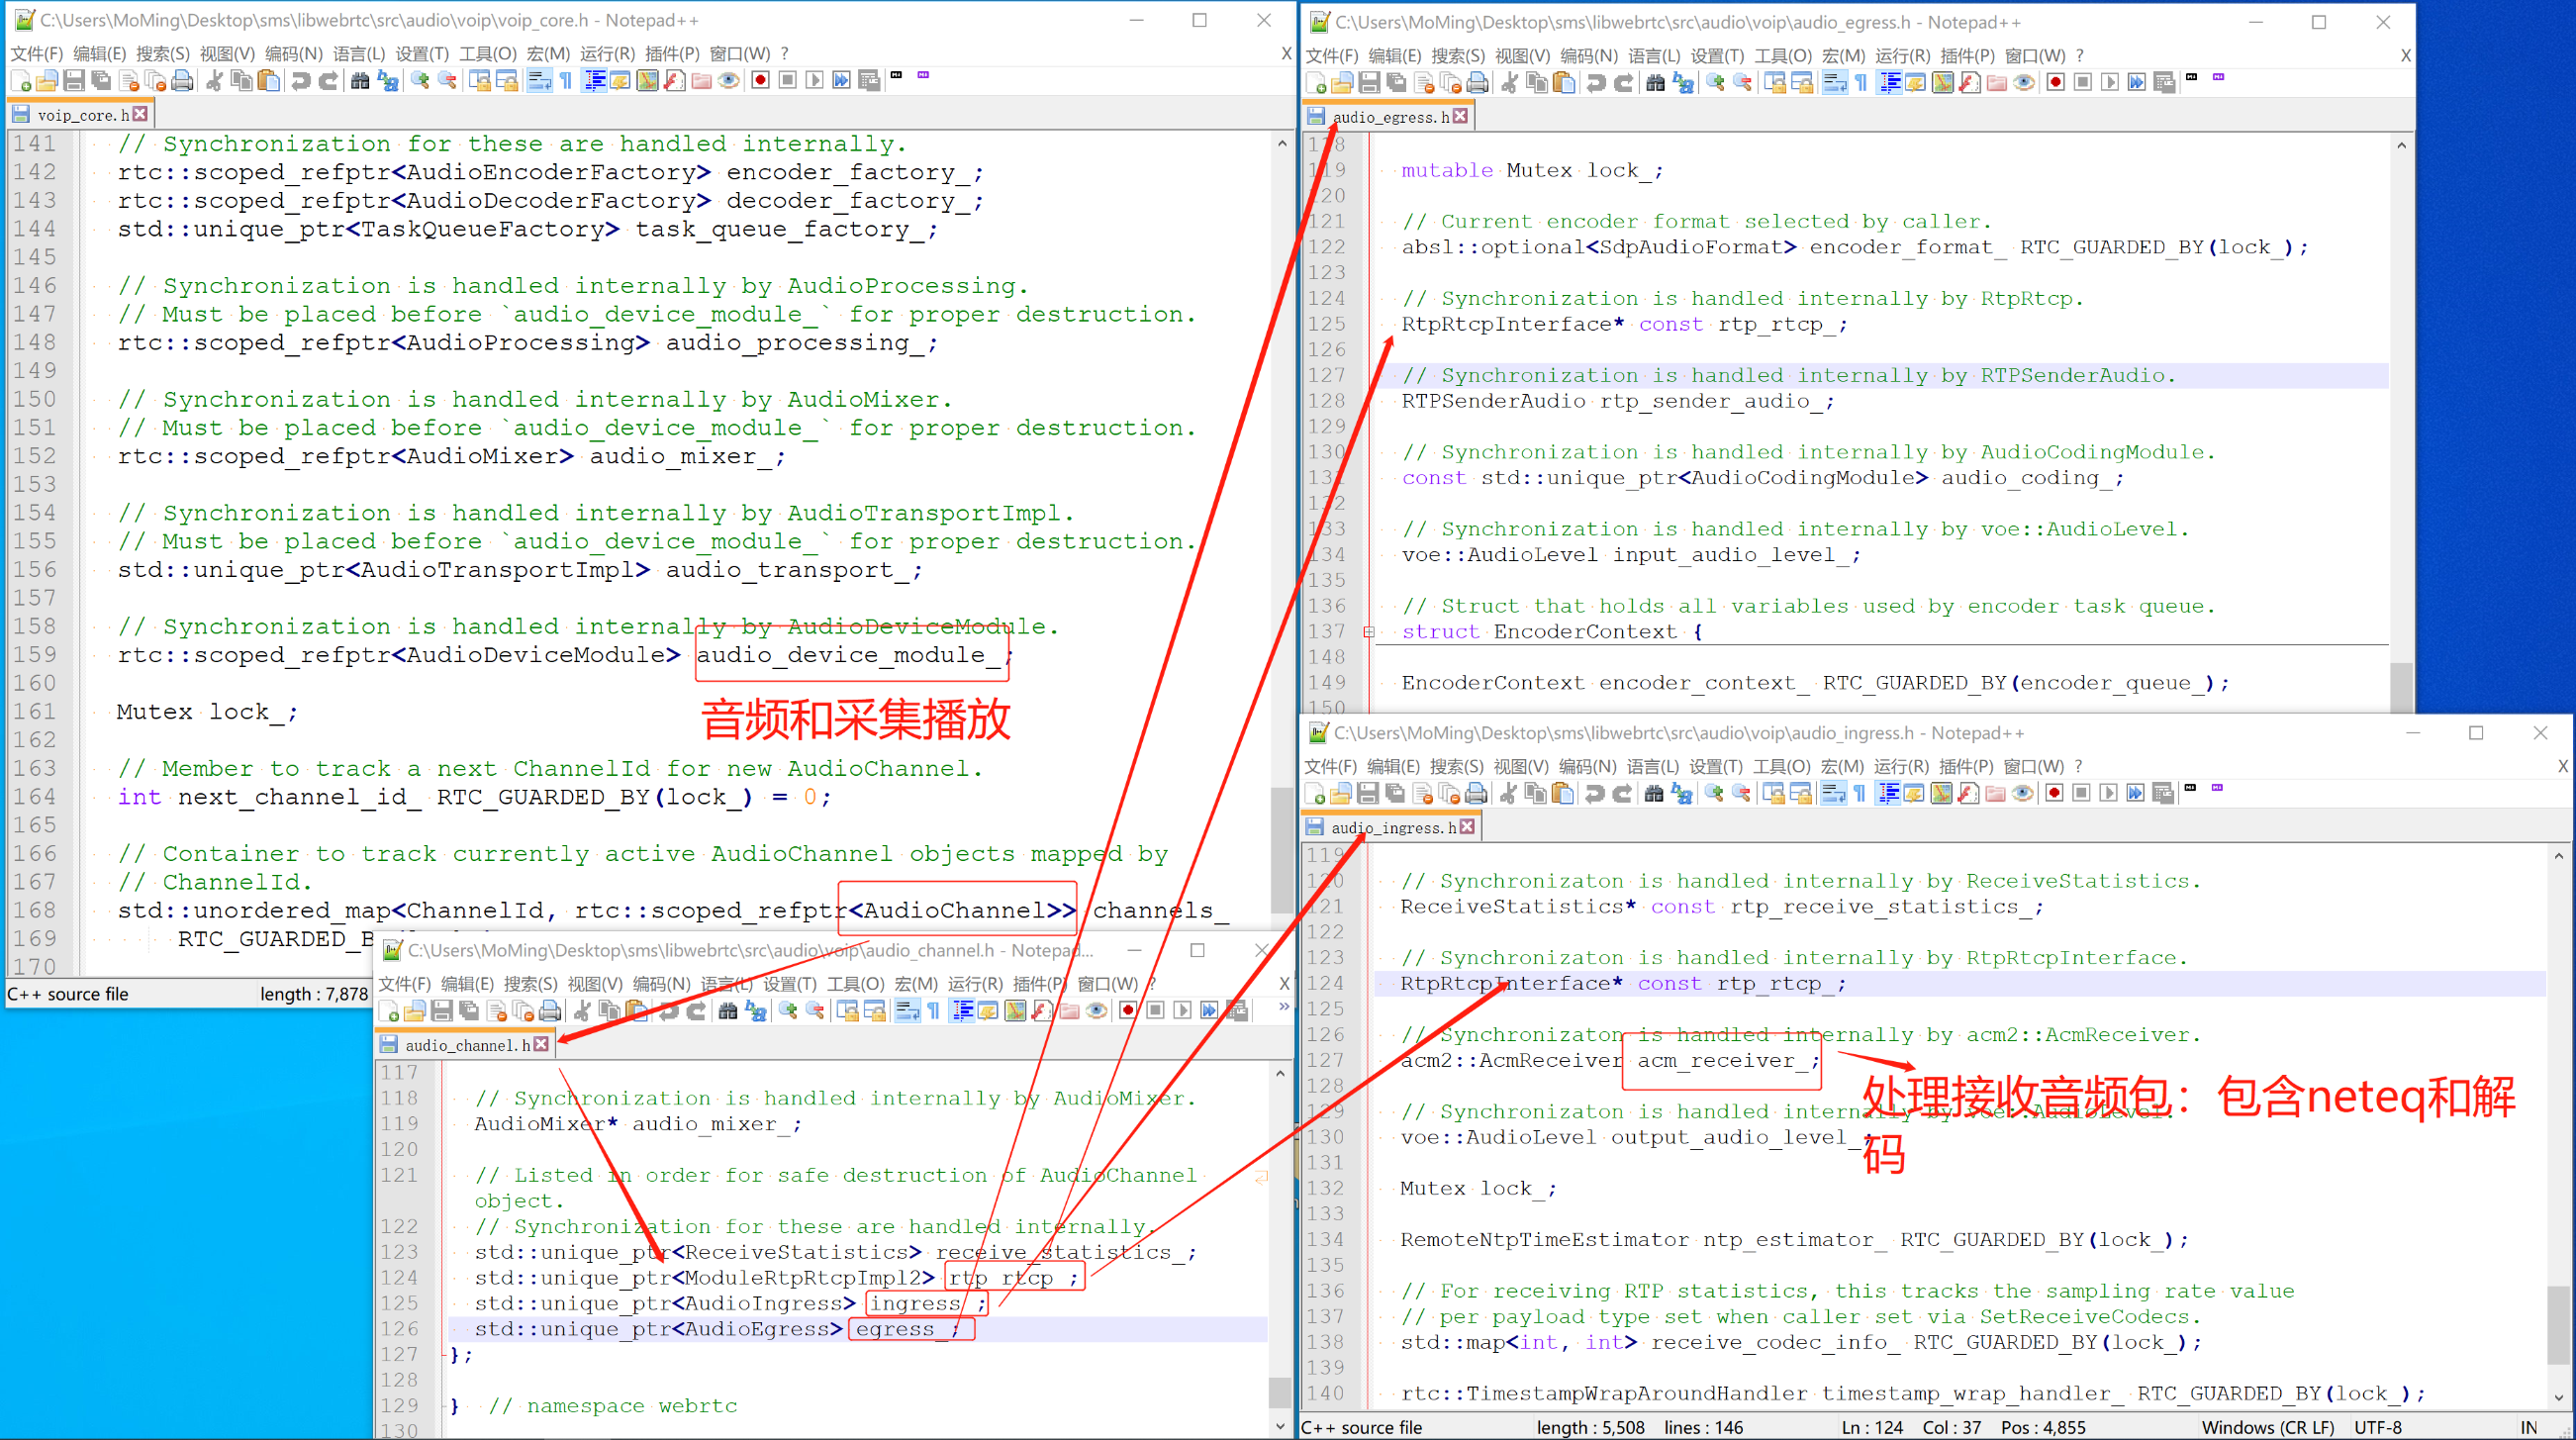 C:\Users\MoMing\Desktop\sms\libwebrtc\src\audio\voip\voip_core.h - Notepad++
文件(F) 编辑(E) 搜索(S) 视图(V) 编码(N) 语言(L) 设置(T) 工具(O) 宏(M) 运行(R) 插件(P) 窗口(W) ? X
voip_core.h
141 // Synchronization for these are handled internally.
142 rtc::scoped_refptr<AudioEncoderFactory> encoder_factory_;
143 rtc::scoped_refptr<AudioDecoderFactory> decoder_factory_;
144 std::unique_ptr<TaskQueueFactory> task_queue_factory_;
145
146 // Synchronization is handled internally by AudioProcessing.
147 // Must be placed before `audio_device_module_` for proper destruction.
148 rtc::scoped_refptr<AudioProcessing> audio_processing_;
149
150 // Synchronization is handled internally by AudioMixer.
151 // Must be placed before `audio_device_module_` for proper destruction.
152 rtc::scoped_refptr<AudioMixer> audio_mixer_;
153
154 // Synchronization is handled internally by AudioTransportImpl.
155 // Must be placed before `audio_device_module_` for proper destruction.
156 std::unique_ptr<AudioTransportImpl> audio_transport_;
157
158 // Synchronization is handled internally by AudioDeviceModule.
159 rtc::scoped_refptr<AudioDeviceModule> audio_device_module_;
160
音频和采集播放
161 Mutex lock_;
162
163 // Member to track a next ChannelId for new AudioChannel.
164 int next_channel_id_ RTC_GUARDED_BY(lock_) = 0;
165
166 // Container to track currently active AudioChannel objects mapped by
167 // ChannelId.
168 std::unordered_map<ChannelId, rtc::scoped_refptr<AudioChannel>> channels_
169 RTC_GUARDED_B
170
C++ source file length : 7,878
C:\Users\MoMing\Desktop\sms\libwebrtc\src\audio\voip\audio_channel.h - Notepad...
文件(F) 编辑(E) 搜索(S) 视图(V) 编码(N) 语言(L) 设置(T) 工具(O) 宏(M) 运行(R) 插件(P) 窗口(W) ? X
audio_channel.h
117
118 // Synchronization is handled internally by AudioMixer.
119 AudioMixer* audio_mixer_;
120
121 // Listed in order for safe destruction of AudioChannel
object.
122 // Synchronization for these are handled internally.
123 std::unique_ptr<ReceiveStatistics> receive_statistics_;
124 std::unique_ptr<ModuleRtpRtcpImpl2> rtp_rtcp_;
125 std::unique_ptr<AudioIngress> ingress_;
126 std::unique_ptr<AudioEgress> egress_;
127 };
128
129 } // namespace webrtc
130
C:\Users\MoMing\Desktop\sms\libwebrtc\src\audio\voip\audio_egress.h - Notepad++
文件(F) 编辑(E) 搜索(S) 视图(V) 编码(N) 语言(L) 设置(T) 工具(O) 宏(M) 运行(R) 插件(P) 窗口(W) ? X
audio_egress.h
118
119 mutable Mutex lock_;
120
121 // Current encoder format selected by caller.
122 absl::optional<SdpAudioFormat> encoder_format_ RTC_GUARDED_BY(lock_);
123
124 // Synchronization is handled internally by RtpRtcp.
125 RtpRtcpInterface* const rtp_rtcp_;
126
127 // Synchronization is handled internally by RTPSenderAudio.
128 RTPSenderAudio rtp_sender_audio_;
129
130 // Synchronization is handled internally by AudioCodingModule.
131 const std::unique_ptr<AudioCodingModule> audio_coding_;
132
133 // Synchronization is handled internally by voe::AudioLevel.
134 voe::AudioLevel input_audio_level_;
135
136 // Struct that holds all variables used by encoder task queue.
137 struct EncoderContext {
148
149 EncoderContext encoder_context_ RTC_GUARDED_BY(encoder_queue_);
150
C:\Users\MoMing\Desktop\sms\libwebrtc\src\audio\voip\audio_ingress.h - Notepad++
文件(F) 编辑(E) 搜索(S) 视图(V) 编码(N) 语言(L) 设置(T) 工具(O) 宏(M) 运行(R) 插件(P) 窗口(W) ? X
audio_ingress.h
119
120 // Synchronizaton is handled internally by ReceiveStatistics.
121 ReceiveStatistics* const rtp_receive_statistics_;
122
123 // Synchronizaton is handled internally by RtpRtcpInterface.
124 RtpRtcpInterface* const rtp_rtcp_;
125
126 // Synchronizaton is handled internally by acm2::AcmReceiver.
127 acm2::AcmReceiver acm_receiver_;
128
处理接收音频包：包含neteq和解
码
129 // Synchronizaton is handled internally by voe::AudioLevel.
130 voe::AudioLevel output_audio_level_;
131
132 Mutex lock_;
133
134 RemoteNtpTimeEstimator ntp_estimator_ RTC_GUARDED_BY(lock_);
135
136 // For receiving RTP statistics, this tracks the sampling rate value
137 // per payload type set when caller set via SetReceiveCodecs.
138 std::map<int, int> receive_codec_info_ RTC_GUARDED_BY(lock_);
139
140 rtc::TimestampWrapAroundHandler timestamp_wrap_handler_ RTC_GUARDED_BY(lock_);
C++ source file length : 5,508 lines : 146 Ln : 124 Col : 37 Pos : 4,855 Windows (CR LF) UTF-8 IN